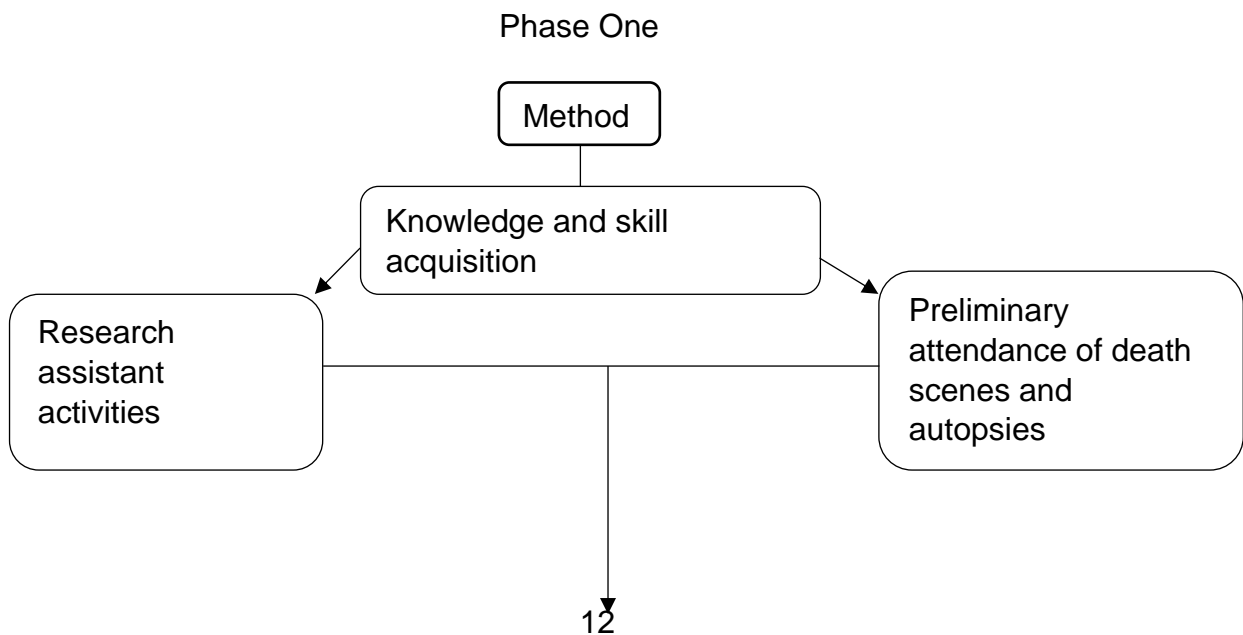 Phase One
Method
Knowledge and skill
acquisition
Research
assistant
activities
Preliminary
attendance of death
scenes and
autopsies
12